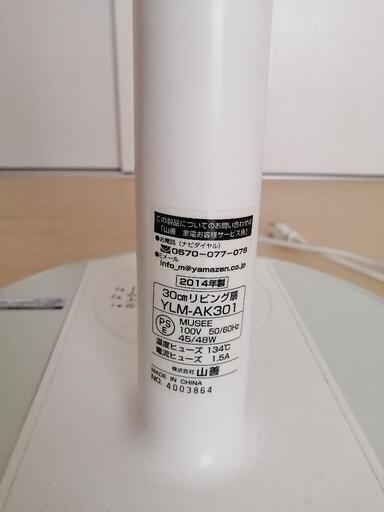 この製品についてのお問い合わせは
「山善 家電お客様サービス係」
●お電話(ナビダイヤル)
0570-077-078
●Eメール
info_m@yamazen.co.jp
2014年製
30cmリビング扇
YLM-AK301
PSE
MUSEE
100V 50/60Hz
45/48W
温度ヒューズ 134℃
電流ヒューズ 1.5A
株式会社 山善
MADE IN CHINA
NO. 4003864